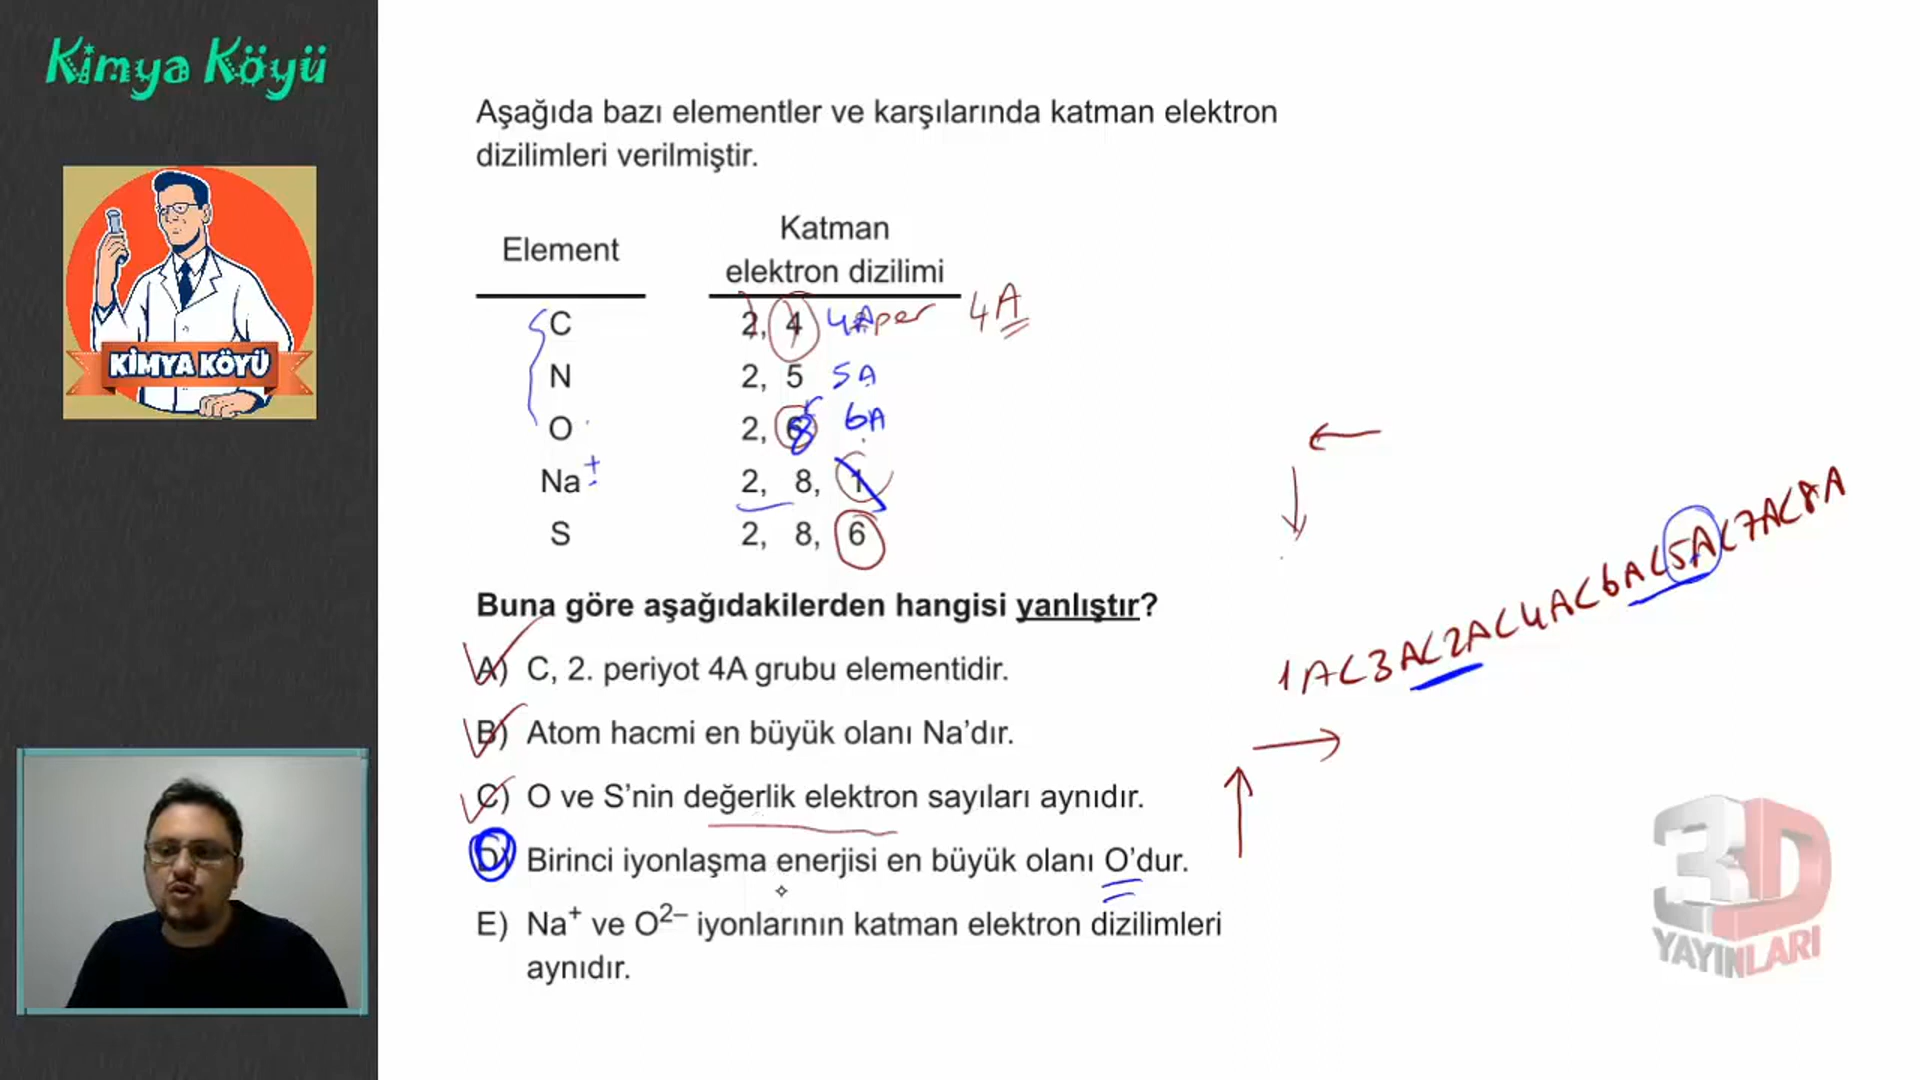 Kimya Köyü
KİMYA KÖYÜ
Aşağıda bazı elementler ve karşılarında katman elektron
dizilimleri verilmiştir.
Element
Katman
elektron dizilimi
C 2, 4 4A per 4A
N 2, 5 5A
O 2, 6 8 6A
Na + 2, 8, 1
S 2, 8, 6
Buna göre aşağıdakilerden hangisi yanlıştır?
A) C, 2. periyot 4A grubu elementidir.
B) Atom hacmi en büyük olanı Na'dır.
C) O ve S'nin değerlik elektron sayıları aynıdır.
D) Birinci iyonlaşma enerjisi en büyük olanı O'dur.
E) Na⁺ ve O²⁻ iyonlarının katman elektron dizilimleri
aynıdır.
1A<3A<2A<4A<6A<5A<7A<8A
3D
YAYINLARI